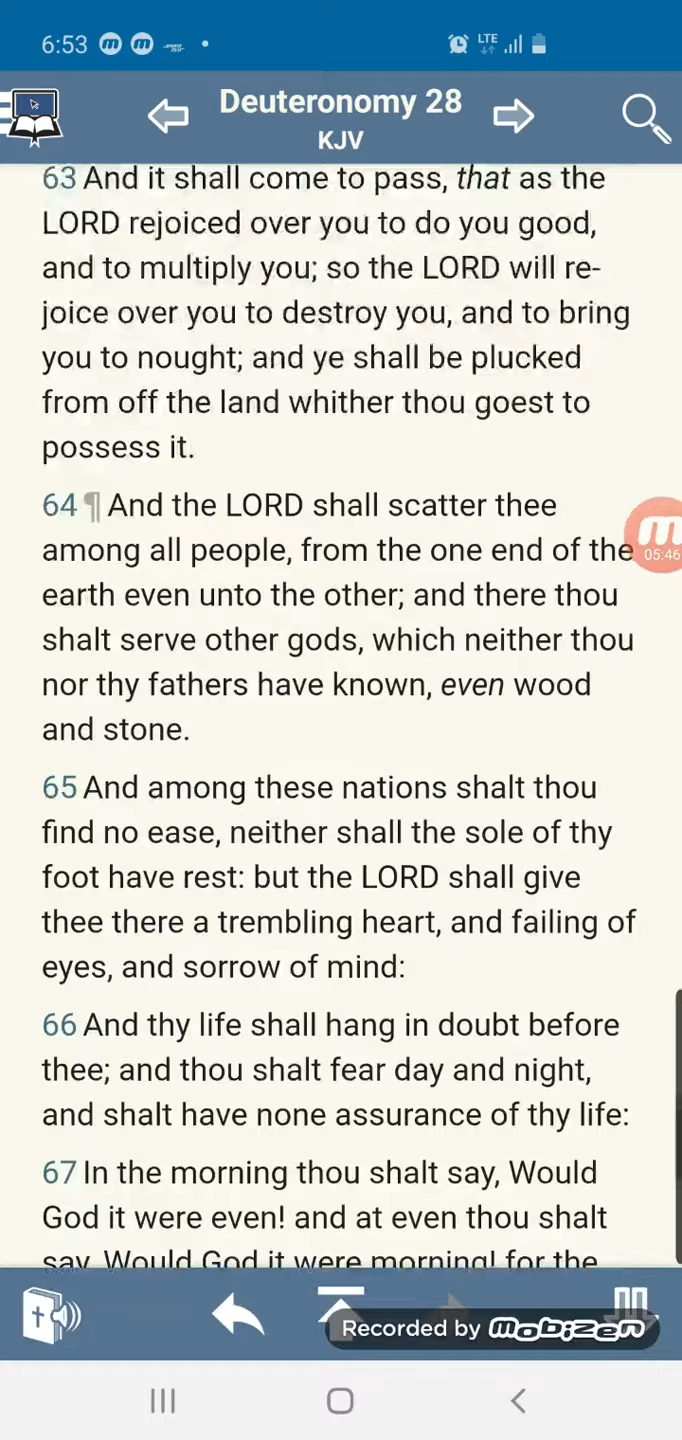 6:53
LTE
Deuteronomy 28
KJV
63 And it shall come to pass, that as the
LORD rejoiced over you to do you good,
and to multiply you; so the LORD will re-
joice over you to destroy you, and to bring
you to nought; and ye shall be plucked
from off the land whither thou goest to
possess it.
64 ¶ And the LORD shall scatter thee
among all people, from the one end of the
05:46
earth even unto the other; and there thou
shalt serve other gods, which neither thou
nor thy fathers have known, even wood
and stone.
65 And among these nations shalt thou
find no ease, neither shall the sole of thy
foot have rest: but the LORD shall give
thee there a trembling heart, and failing of
eyes, and sorrow of mind:
66 And thy life shall hang in doubt before
thee; and thou shalt fear day and night,
and shalt have none assurance of thy life:
67 In the morning thou shalt say, Would
God it were even! and at even thou shalt
say, Would God it were morning! for the
Recorded by mobizen